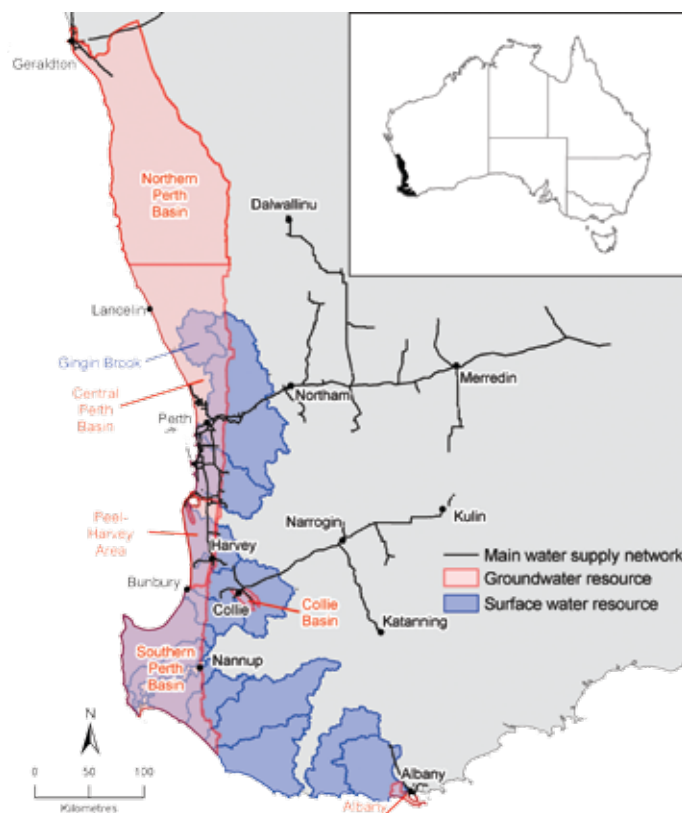 Geraldton
Northern
Perth
Basin
Dalwallinu
Lancelin
Gingin Brook
Central
Perth
Basin
Perth
Northam
Merredin
Peel-
Harvey
Area
Harvey
Narrogin
Kulin
Main water supply network
Groundwater resource
Surface water resource
Bunbury
Collie
Collie
Basin
Katanning
Southern
Perth
Basin
Nannup
N
0 50 100
Kilometres
Albany
Albany